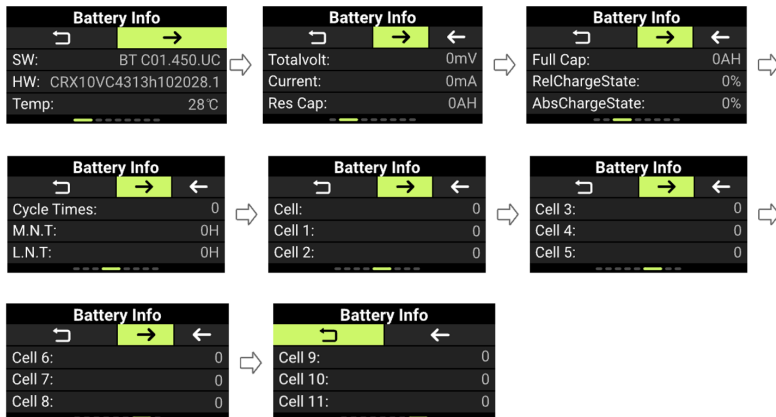 Battery Info
SW: BT C01.450.UC
HW: CRX10VC4313h102028.1
Temp: 28℃
Battery Info
Totalvolt: 0mV
Current: 0mA
Res Cap: 0AH
Battery Info
Full Cap: 0AH
RelChargeState: 0%
AbsChargeState: 0%
Battery Info
Cycle Times: 0
M.N.T: 0H
L.N.T: 0H
Battery Info
Cell: 0
Cell 1: 0
Cell 2: 0
Battery Info
Cell 3: 0
Cell 4: 0
Cell 5: 0
Battery Info
Cell 6: 0
Cell 7: 0
Cell 8: 0
Battery Info
Cell 9: 0
Cell 10: 0
Cell 11: 0